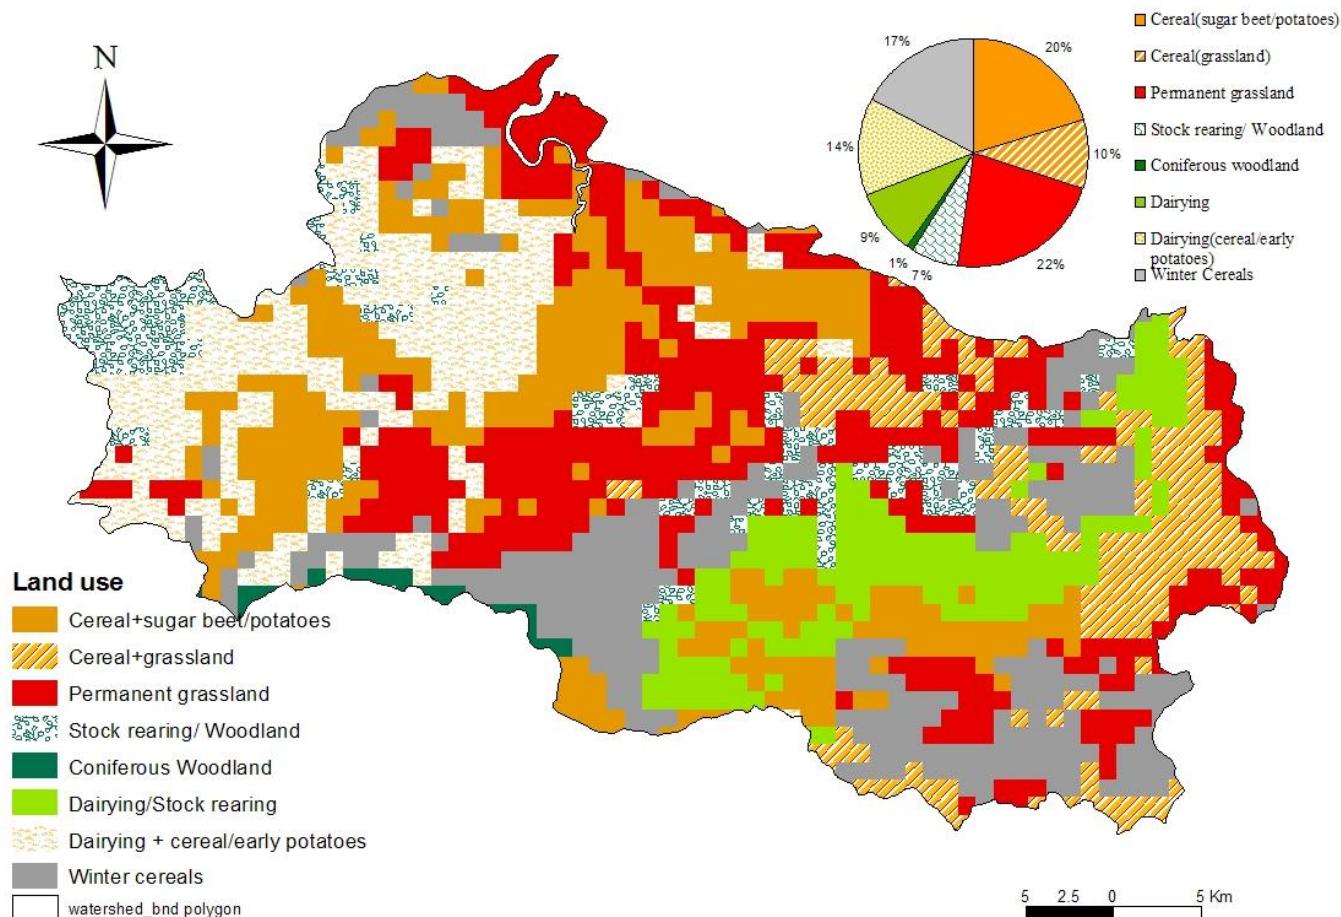 N
17%
20%
14%
10%
9%
1%
7%
22%
Cereal(sugar beet/potatoes)
Cereal(grassland)
Permanent grassland
Stock rearing/ Woodland
Coniferous woodland
Dairying
Dairying(cereal/early
potatoes)
Winter Cereals
Land use
Cereal+sugar beet/potatoes
Cereal+grassland
Permanent grassland
Stock rearing/ Woodland
Coniferous Woodland
Dairying/Stock rearing
Dairying + cereal/early potatoes
Winter cereals
watershed_bnd polygon
5 2.5 0 5 Km